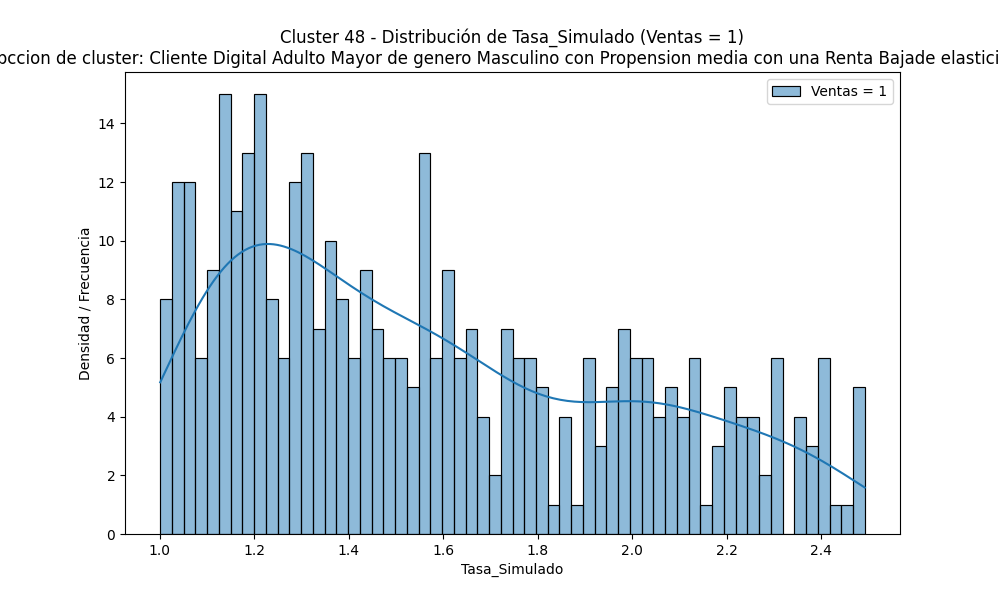 Cluster 48 - Distribución de Tasa_Simulado (Ventas = 1)
de cluster: Cliente Digital Adulto Mayor de genero Masculino con Propension media con una Renta Bajade
Ventas = 1
Densidad / Frecuencia
14
12
10
8
6
4
2
0
1.0 1.2 1.4 1.6 1.8 2.0 2.2 2.4
Tasa_Simulado